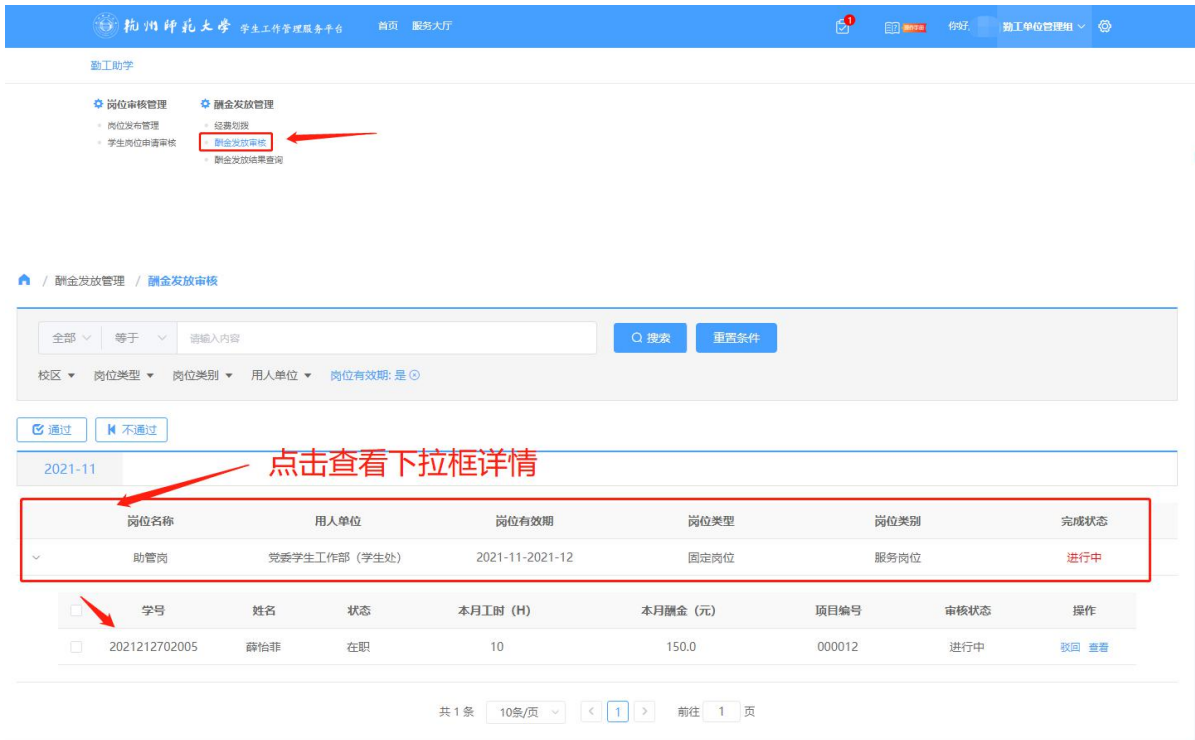 杭州师范大学 学生工作管理服务平台 首页 服务大厅 1 你好, 勤工单位管理组
勤工助学
岗位审核管理 酬金发放管理
岗位发布管理 经费划拨
学生岗位申请审核 酬金发放审核
酬金发放结果查询
/ 酬金发放管理 / 酬金发放审核
全部 等于 请输入内容 搜索 重置条件
校区 岗位类型 岗位类别 用人单位 岗位有效期: 是
通过 不通过
点击查看下拉框详情
2021-11
岗位名称 用人单位 岗位有效期 岗位类型 岗位类别 完成状态
助管岗 党委学生工作部（学生处） 2021-11-2021-12 固定岗位 服务岗位 进行中
学号 姓名 状态 本月工时（H） 本月酬金（元） 项目编号 审核状态 操作
2021212702005 薛怡菲 在职 10 150.0 000012 进行中 驳回 查看
共 1 条 10条/页 < 1 > 前往 1 页